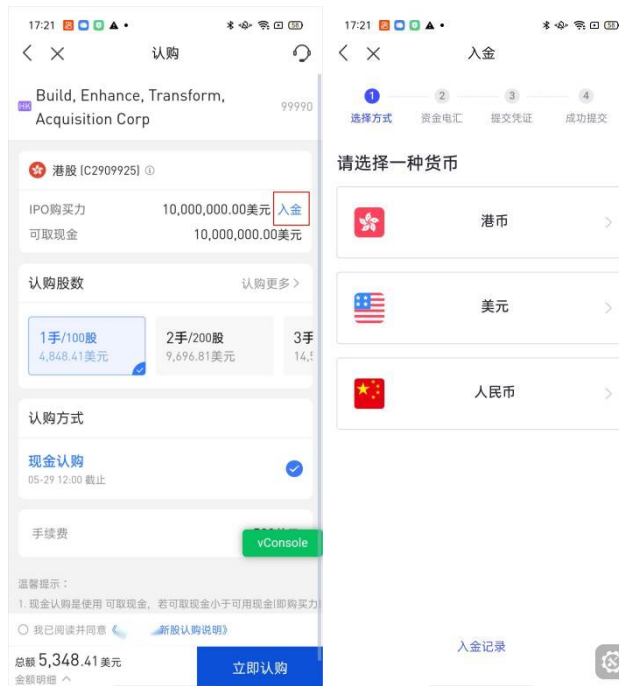 17:21
58
认购
Build, Enhance, Transform,
Acquisition Corp
HK
99990
港股 (C2909925)
IPO购买力
10,000,000.00美元 入金
可取现金
10,000,000.00美元
认购股数
认购更多
1手/100股
2手/200股
3手
4,848.41美元
9,696.81美元
14,5
认购方式
现金认购
05-29 12:00 截止
手续费
vConsole
温馨提示：
1. 现金认购是使用 可取现金，若可取现金小于可用现金(即购买力
我已阅读并同意《
新股认购说明》
总额 5,348.41 美元
金额明细
立即认购
17:21
58
入金
1
2
3
4
选择方式
资金电汇
提交凭证
成功提交
请选择一种货币
港币
美元
人民币
入金记录